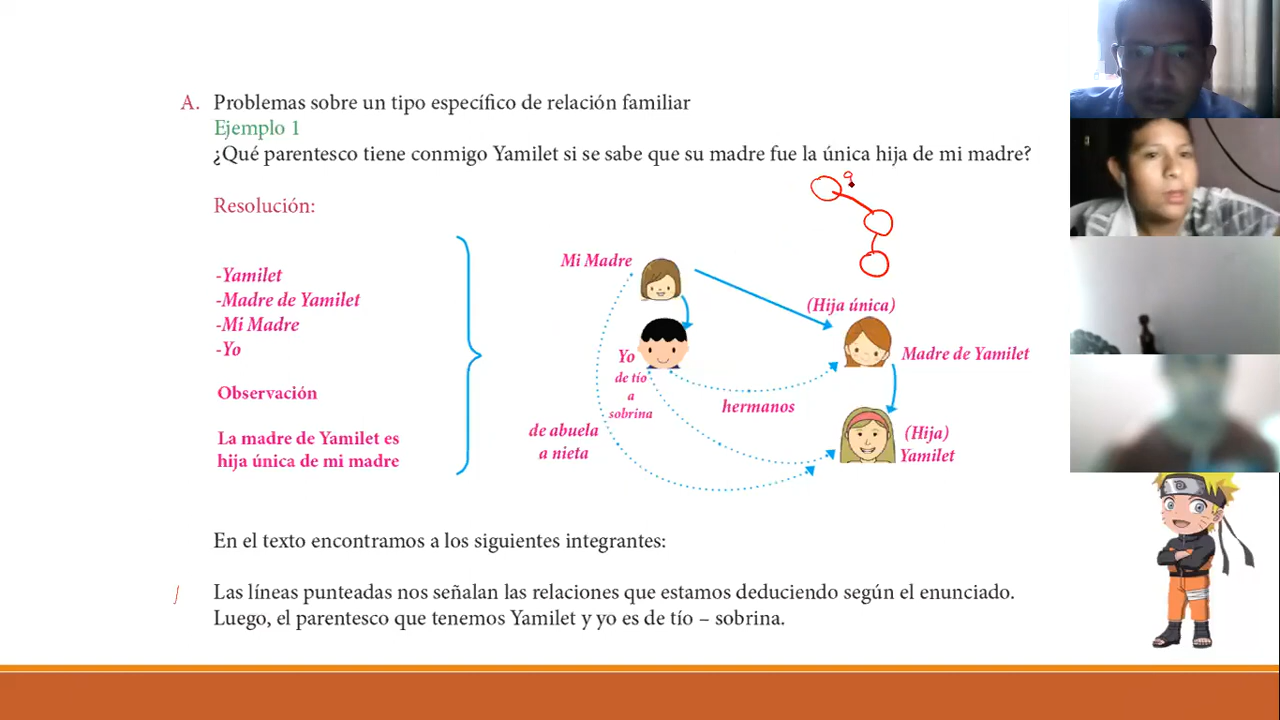 A. Problemas sobre un tipo específico de relación familiar
Ejemplo 1
¿Qué parentesco tiene conmigo Yamilet si se sabe que su madre fue la única hija de mi madre?
Resolución:
-Yamilet
-Madre de Yamilet
-Mi Madre
-Yo
Observación
La madre de Yamilet es
hija única de mi madre
Mi Madre
(Hija única)
Yo
Madre de Yamilet
de tío
a
sobrina
hermanos
de abuela
a nieta
(Hija)
Yamilet
En el texto encontramos a los siguientes integrantes:
Las líneas punteadas nos señalan las relaciones que estamos deduciendo según el enunciado.
Luego, el parentesco que tenemos Yamilet y yo es de tío – sobrina.